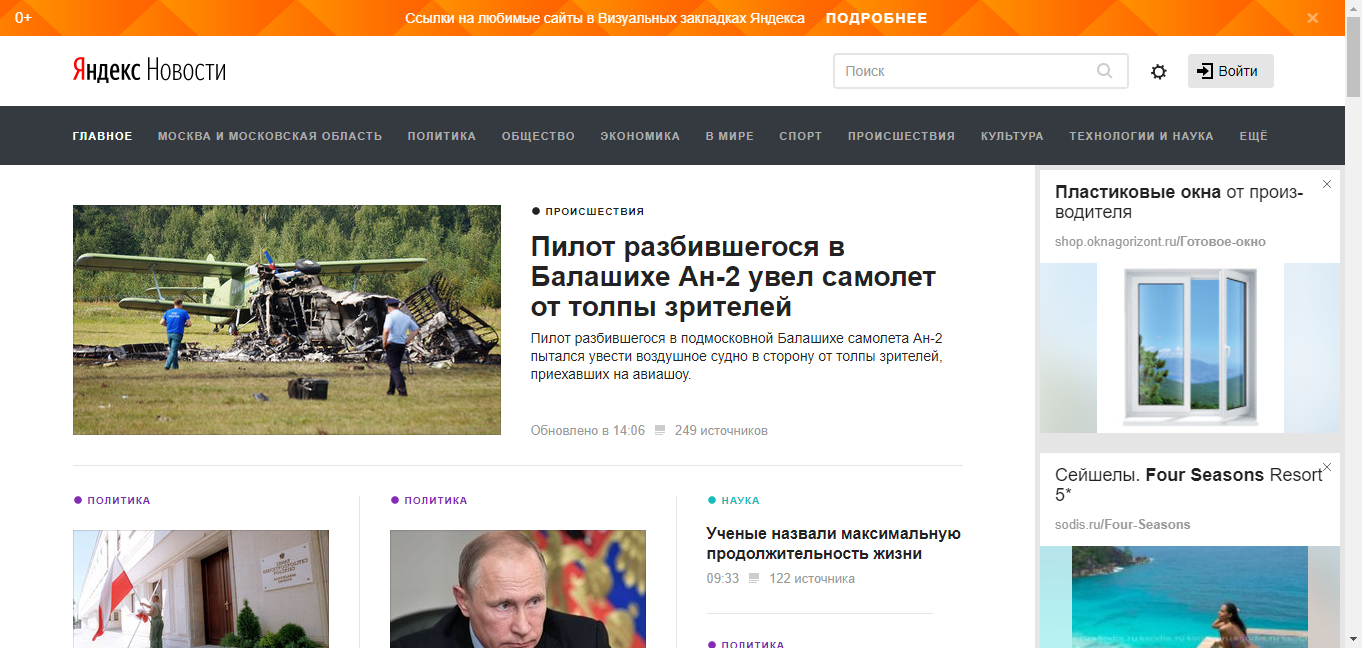 0+
Ссылки на любимые сайты в Визуальных закладках Яндекса ПОДРОБНЕЕ
Яндекс Новости
Поиск
Войти
ГЛАВНОЕ МОСКВА И МОСКОВСКАЯ ОБЛАСТЬ ПОЛИТИКА ОБЩЕСТВО ЭКОНОМИКА В МИРЕ СПОРТ ПРОИСШЕСТВИЯ КУЛЬТУРА ТЕХНОЛОГИИ И НАУКА ЕЩЁ
ПРОИСШЕСТВИЯ
Пилот разбившегося в
Балашихе Ан-2 увел самолет
от толпы зрителей
Пилот разбившегося в подмосковной Балашихе самолета Ан-2
пытался увести воздушное судно в сторону от толпы зрителей,
приехавших на авиашоу.
Обновлено в 14:06 249 источников
ПОЛИТИКА
ПОЛИТИКА
НАУКА
Ученые назвали максимальную
продолжительность жизни
09:33 122 источника
ПОЛИТИКА
Пластиковые окна от произ-
водителя
shop.oknagorizont.ru/Готовое-окно
Сейшелы. Four Seasons Resort
5*
sodis.ru/Four-Seasons